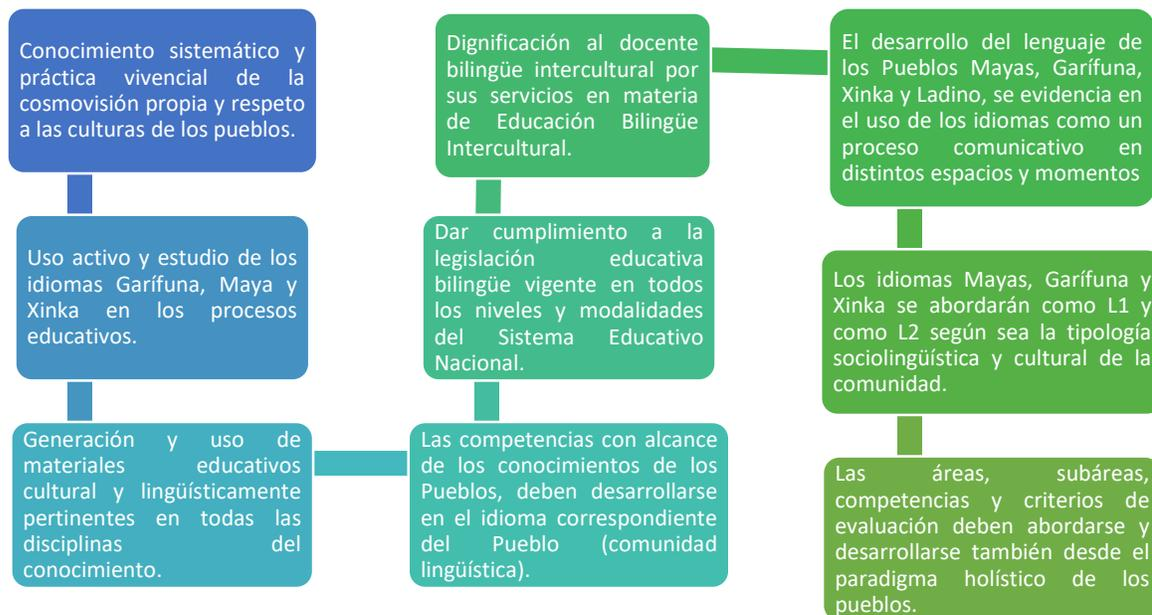 Conocimiento sistemático y
práctica vivencial de la
cosmovisión propia y respeto
a las culturas de los pueblos.
Uso activo y estudio de los
idiomas Garífuna, Maya y
Xinka en los procesos
educativos.
Generación y uso de
materiales educativos
cultural y lingüísticamente
pertinentes en todas las
disciplinas del
conocimiento.
Las competencias con alcance
de los conocimientos de los
Pueblos, deben desarrollarse
en el idioma correspondiente
del Pueblo (comunidad
lingüística).
Dar cumplimiento a la
legislación educativa
bilingüe vigente en todos
los niveles y modalidades
del Sistema Educativo
Nacional.
Dignificación al docente
bilingüe intercultural por
sus servicios en materia
de Educación Bilingüe
Intercultural.
El desarrollo del lenguaje de
los Pueblos Mayas, Garífuna,
Xinka y Ladino, se evidencia en
el uso de los idiomas como un
proceso comunicativo en
distintos espacios y momentos
Los idiomas Mayas, Garífuna y
Xinka se abordarán como L1 y
como L2 según sea la tipología
sociolingüística y cultural de la
comunidad.
Las áreas, subáreas,
competencias y criterios de
evaluación deben abordarse y
desarrollarse también desde el
paradigma holístico de los
pueblos.